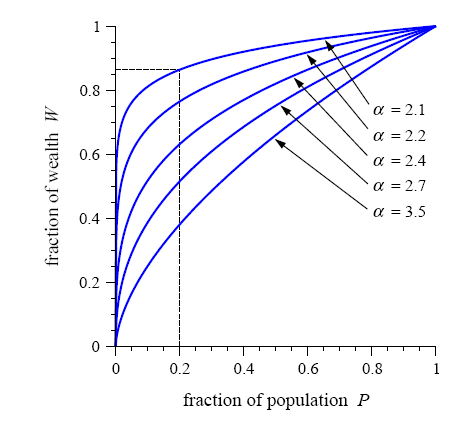 1
0.8
0.6
0.4
0.2
0
fraction of wealth W
α = 2.1
α = 2.2
α = 2.4
α = 2.7
α = 3.5
0 0.2 0.4 0.6 0.8 1
fraction of population P